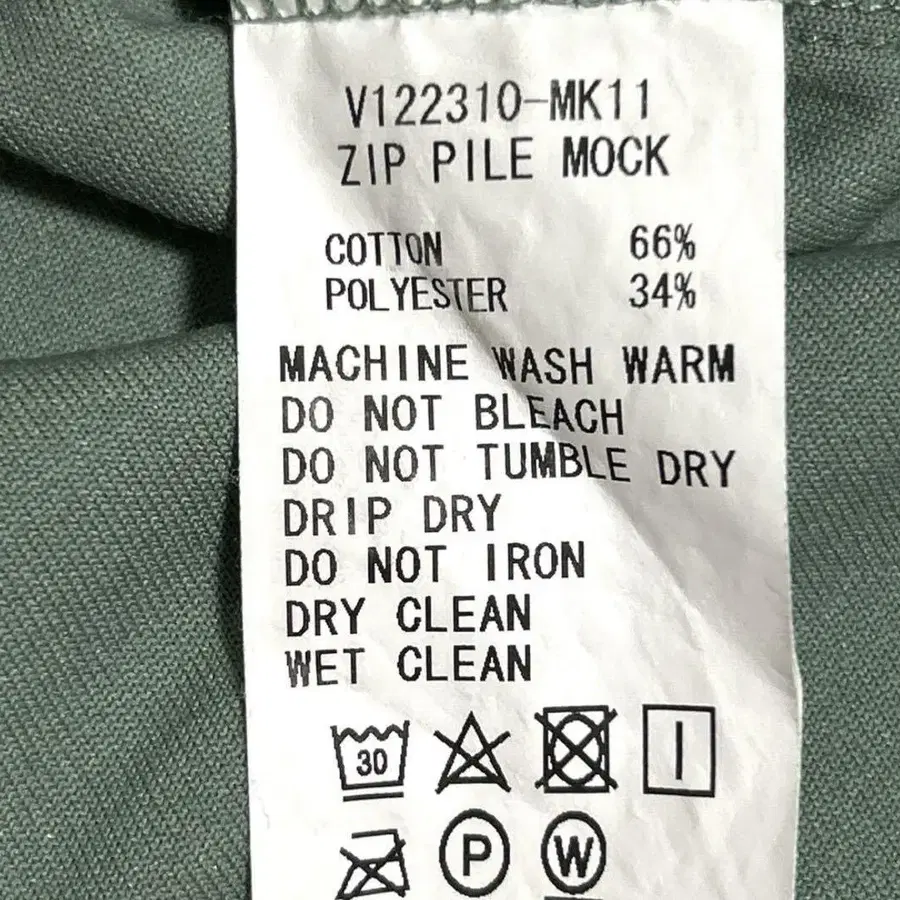 V122310-MK11
ZIP PILE MOCK
COTTON 66%
POLYESTER 34%
MACHINE WASH WARM
DO NOT BLEACH
DO NOT TUMBLE DRY
DRIP DRY
DO NOT IRON
DRY CLEAN
WET CLEAN
30
P W